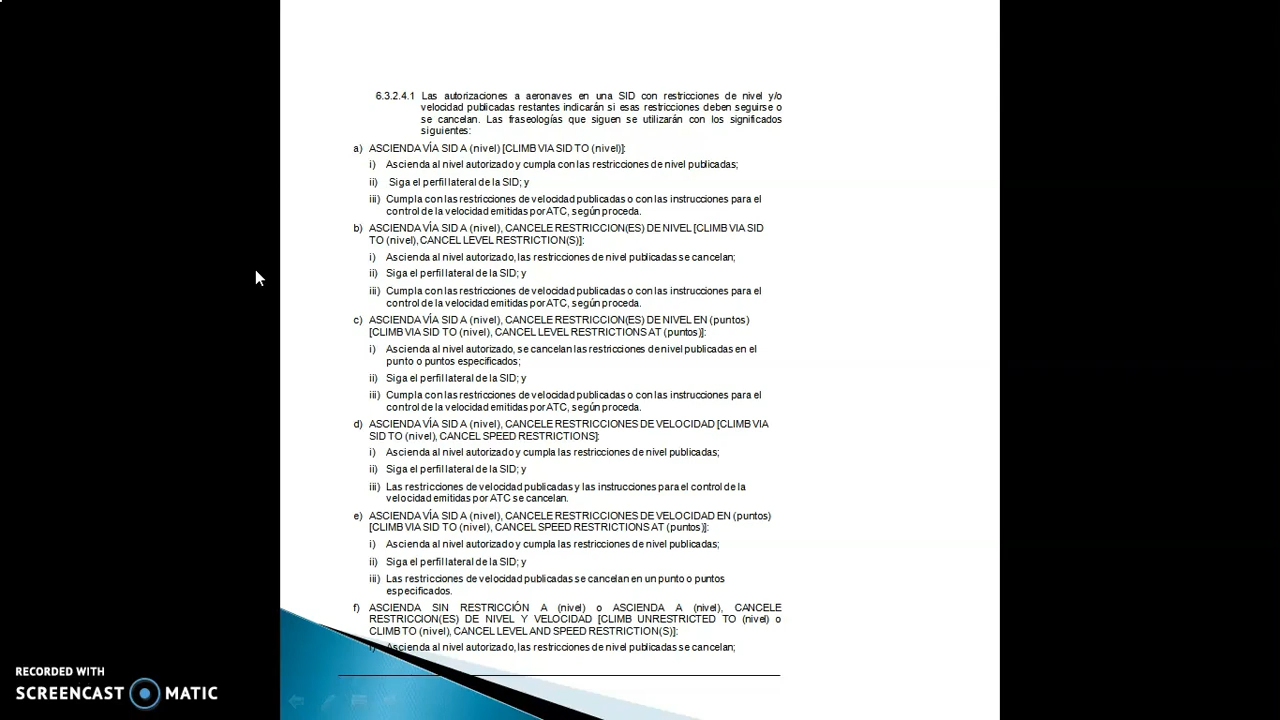 6.3.2.4.1 Las autorizaciones a aeronaves en una SID con restricciones de nivel y/o
velocidad publicadas restantes indicarán si esas restricciones deben seguirse o
se cancelan. Las fraseologías que siguen se utilizarán con los significados
siguientes:
a) ASCIENDA VÍA SID A (nivel) [CLIMB VIA SID TO (nivel)]:
i) Ascienda al nivel autorizado y cumpla con las restricciones de nivel publicadas;
ii) Siga el perfil lateral de la SID; y
iii) Cumpla con las restricciones de velocidad publicadas o con las instrucciones para el
control de la velocidad emitidas por ATC, según proceda.
b) ASCIENDA VÍA SID A (nivel), CANCELE RESTRICCION(ES) DE NIVEL [CLIMB VIA SID
TO (nivel), CANCEL LEVEL RESTRICTION(S)]:
i) Ascienda al nivel autorizado, las restricciones de nivel publicadas se cancelan;
ii) Siga el perfil lateral de la SID; y
iii) Cumpla con las restricciones de velocidad publicadas o con las instrucciones para el
control de la velocidad emitidas por ATC, según proceda.
c) ASCIENDA VÍA SID A (nivel), CANCELE RESTRICCION(ES) DE NIVEL EN (puntos)
[CLIMB VIA SID TO (nivel), CANCEL LEVEL RESTRICTIONS AT (puntos)]:
i) Ascienda al nivel autorizado, se cancelan las restricciones de nivel publicadas en el
punto o puntos especificados;
ii) Siga el perfil lateral de la SID; y
iii) Cumpla con las restricciones de velocidad publicadas o con las instrucciones para el
control de la velocidad emitidas por ATC, según proceda.
d) ASCIENDA VÍA SID A (nivel), CANCELE RESTRICCIONES DE VELOCIDAD [CLIMB VIA
SID TO (nivel), CANCEL SPEED RESTRICTIONS]:
i) Ascienda al nivel autorizado y cumpla las restricciones de nivel publicadas;
ii) Siga el perfil lateral de la SID; y
iii) Las restricciones de velocidad publicadas y las instrucciones para el control de la
velocidad emitidas por ATC se cancelan.
e) ASCIENDA VÍA SID A (nivel), CANCELE RESTRICCIONES DE VELOCIDAD EN (puntos)
[CLIMB VIA SID TO (nivel), CANCEL SPEED RESTRICTIONS AT (puntos)]:
i) Ascienda al nivel autorizado y cumpla las restricciones de nivel publicadas;
ii) Siga el perfil lateral de la SID; y
iii) Las restricciones de velocidad publicadas se cancelan en un punto o puntos
especificados.
f) ASCIENDA SIN RESTRICCIÓN A (nivel) o ASCIENDA A (nivel), CANCELE
RESTRICCION(ES) DE NIVEL Y VELOCIDAD [CLIMB UNRESTRICTED TO (nivel) o
CLIMB TO (nivel), CANCEL LEVEL AND SPEED RESTRICTION(S)]:
i) Ascienda al nivel autorizado, las restricciones de nivel publicadas se cancelan;
RECORDED WITH
SCREENCAST MATIC